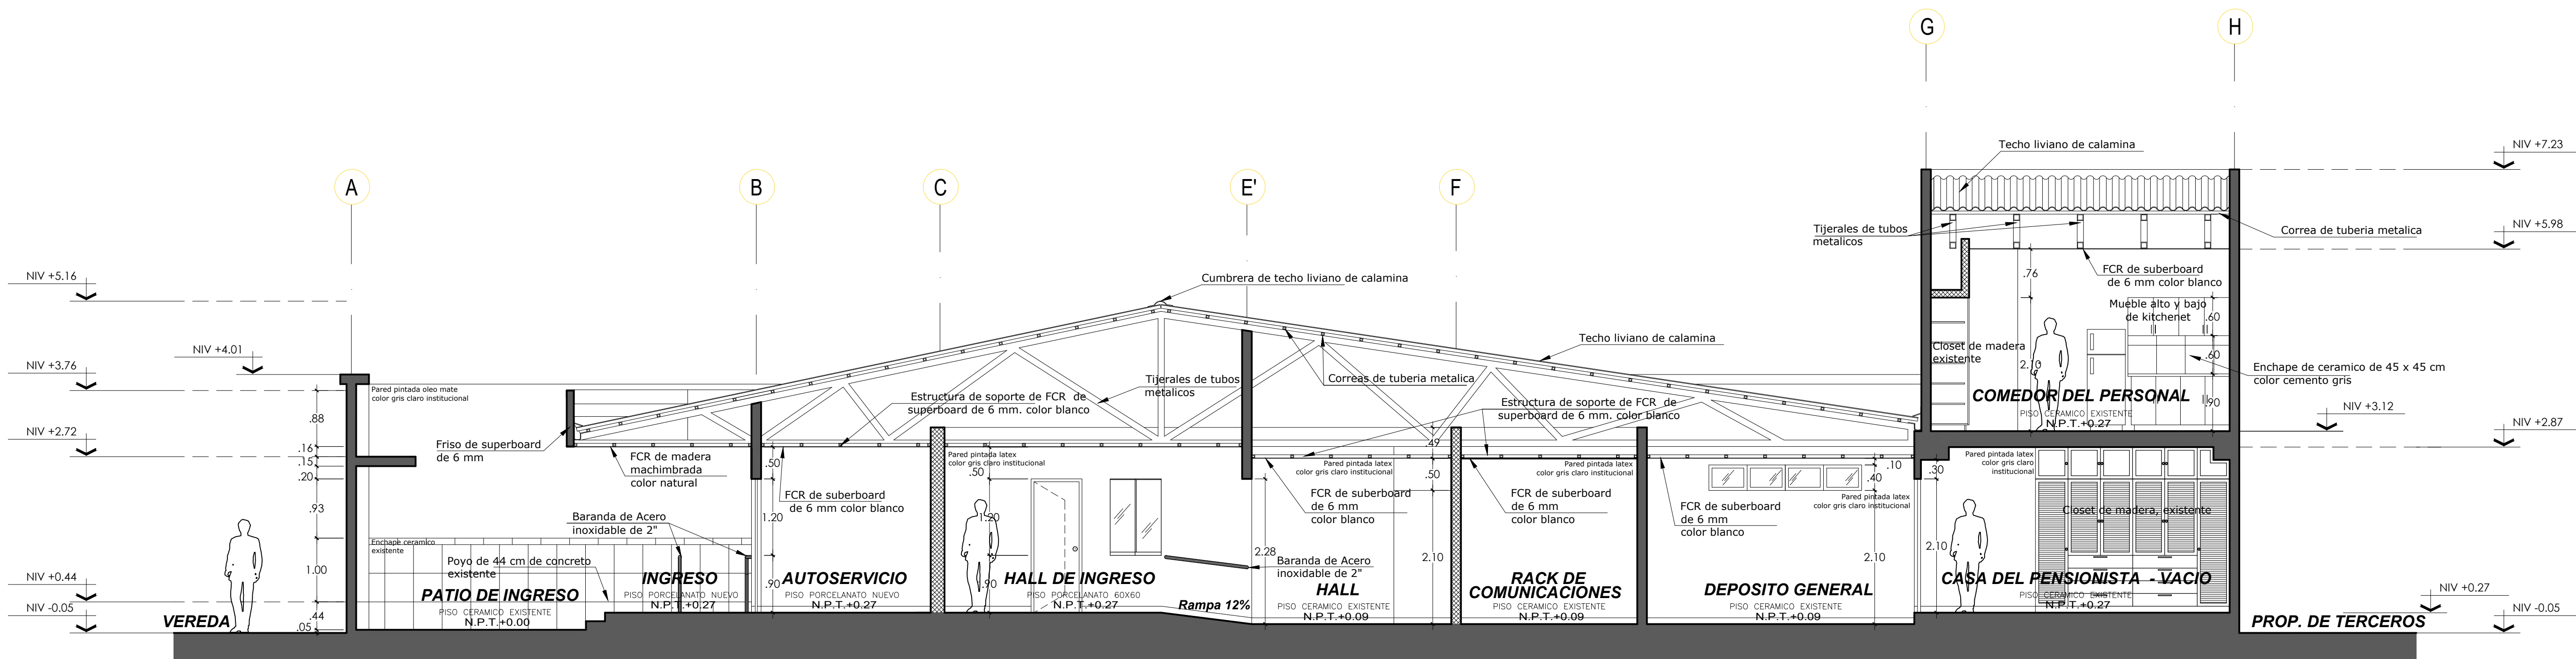 G
H
Techo liviano de calamina
NIV +7.23
A
B
C
E'
F
Tijerales de tubos
metalicos
Correa de tuberia metalica
NIV +5.98
NIV +5.16
Cumbrera de techo liviano de calamina
.76
FCR de suberboard
de 6 mm color blanco
Mueble alto y bajo
de kitchenet
.60
NIV +4.01
NIV +3.76
Techo liviano de calamina
Closet de madera
existente
2.10
.60
Enchape de ceramico de 45 x 45 cm
color cemento gris
Pared pintada oleo mate
color gris claro institucional
Tijerales de tubos
metalicos
Correas de tuberia metalica
COMEDOR DEL PERSONAL
PISO CERAMICO EXISTENTE
N.P.T.+0.27
.90
Estructura de soporte de FCR de
superboard de 6 mm. color blanco
Estructura de soporte de FCR de
superboard de 6 mm. color blanco
NIV +3.12
NIV +2.87
NIV +2.72
.88
.16
.15
.20
.93
1.00
.44
.05
Friso de superboard
de 6 mm
FCR de madera
machimbrada
color natural
.50
FCR de suberboard
de 6 mm color blanco
Pared pintada latex
color gris claro institucional
.50
.49
.50
Pared pintada latex
color gris claro institucional
FCR de suberboard
de 6 mm
color blanco
Pared pintada latex
color gris claro institucional
FCR de suberboard
de 6 mm
color blanco
.10
.40
Pared pintada latex
color gris claro institucional
FCR de suberboard
de 6 mm
color blanco
.30
Pared pintada latex
color gris claro
institucional
Closet de madera, existente
Baranda de Acero
inoxidable de 2"
1.20
1.20
Enchape ceramico
existente
Poyo de 44 cm de concreto
existente
2.28
Baranda de Acero
inoxidable de 2"
2.10
2.10
2.10
NIV +0.44
NIV -0.05
VEREDA
PATIO DE INGRESO
PISO CERAMICO EXISTENTE
N.P.T.+0.00
INGRESO
PISO PORCELANATO NUEVO
N.P.T.+0.27
.90
AUTOSERVICIO
PISO PORCELANATO NUEVO
N.P.T.+0.27
.90
HALL DE INGRESO
PISO PORCELANATO 60X60
N.P.T.+0.27
Rampa 12%
HALL
PISO CERAMICO EXISTENTE
N.P.T.+0.09
RACK DE
COMUNICACIONES
PISO CERAMICO EXISTENTE
N.P.T.+0.09
DEPOSITO GENERAL
PISO CERAMICO EXISTENTE
N.P.T.+0.09
CASA DEL PENSIONISTA - VACIO
PISO CERAMICO EXISTENTE
N.P.T.+0.27
NIV +0.27
NIV -0.05
PROP. DE TERCEROS